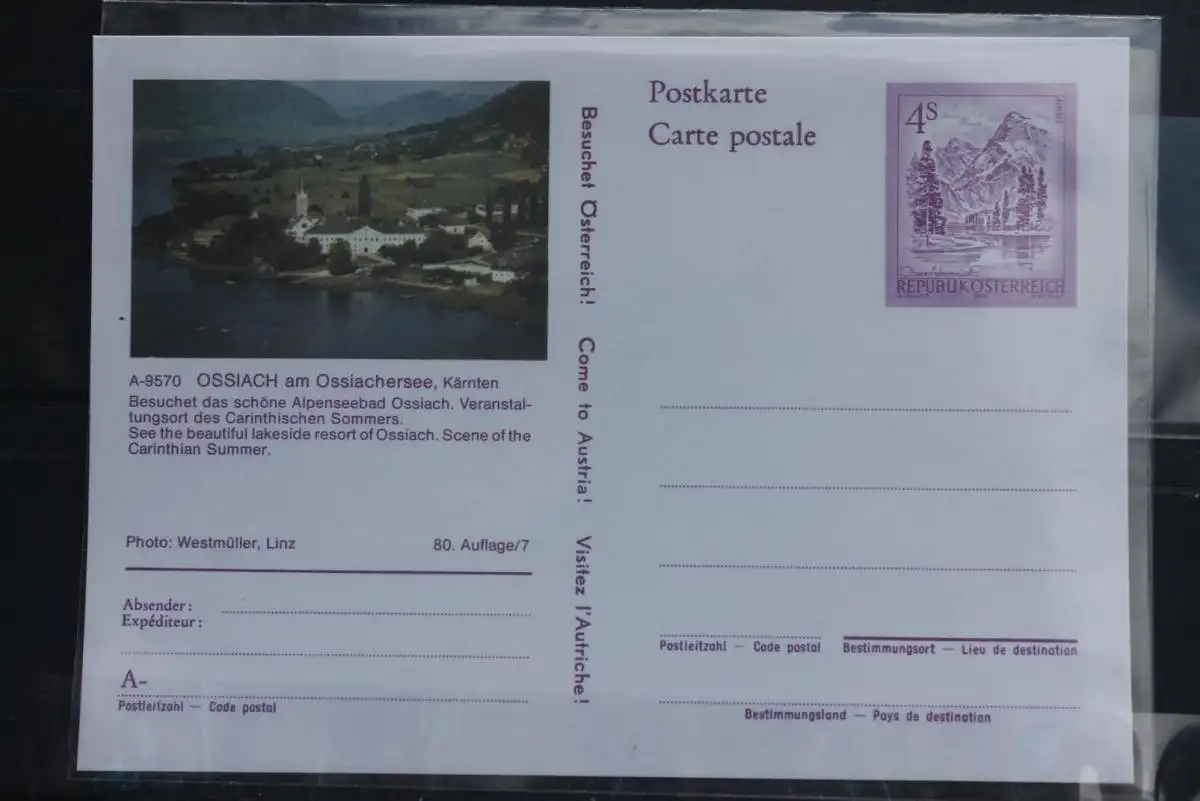 A-9570 OSSIACH am Ossiachersee, Kärnten
Besuchet das schöne Alpenseebad Ossiach. Veranstal-
tungsort des Carinthischen Sommers.
See the beautiful lakeside resort of Ossiach. Scene of the
Carinthian Summer.
Photo: Westmüller, Linz 80. Auflage/7
Absender:
Expéditeur:
A-
Postleitzahl — Code postal
Besuchet Österreich! Come to Austria! Visitez l'Autriche!
Postkarte
Carte postale
4S
ALMSEE
REPUBLIK ÖSTERREICH
Postleitzahl — Code postal Bestimmungsort — Lieu de destination
Bestimmungsland — Pays de destination